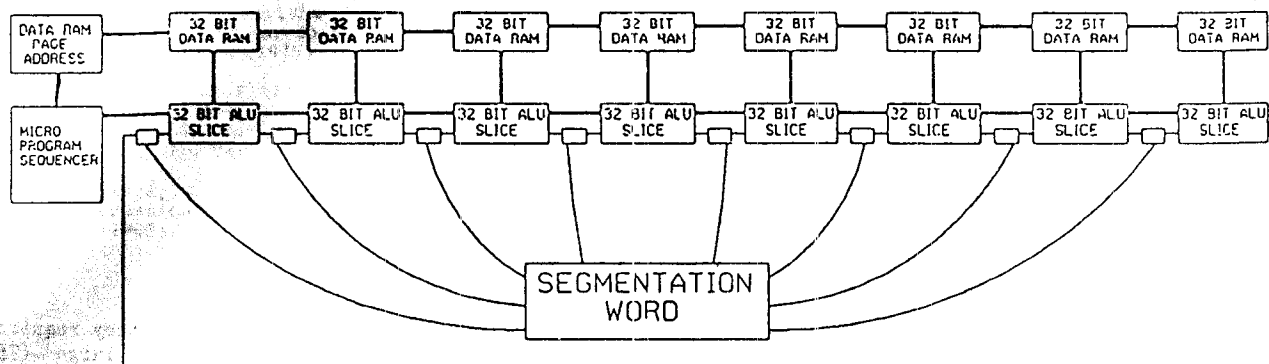 DATA RAM
PAGE
ADDRESS
32 BIT
DATA RAM
32 BIT
DATA RAM
32 BIT
DATA RAM
32 BIT
DATA RAM
32 BIT
DATA RAM
32 BIT
DATA RAM
32 BIT
DATA RAM
32 BIT
DATA RAM
MICRO
PROGRAM
SEQUENCER
32 BIT ALU
SLICE
32 BIT ALU
SLICE
32 BIT ALU
SLICE
32 BIT ALU
SLICE
32 BIT ALU
SLICE
32 BIT ALU
SLICE
32 BIT ALU
SLICE
32 BIT ALU
SLICE
SEGMENTATION
WORD